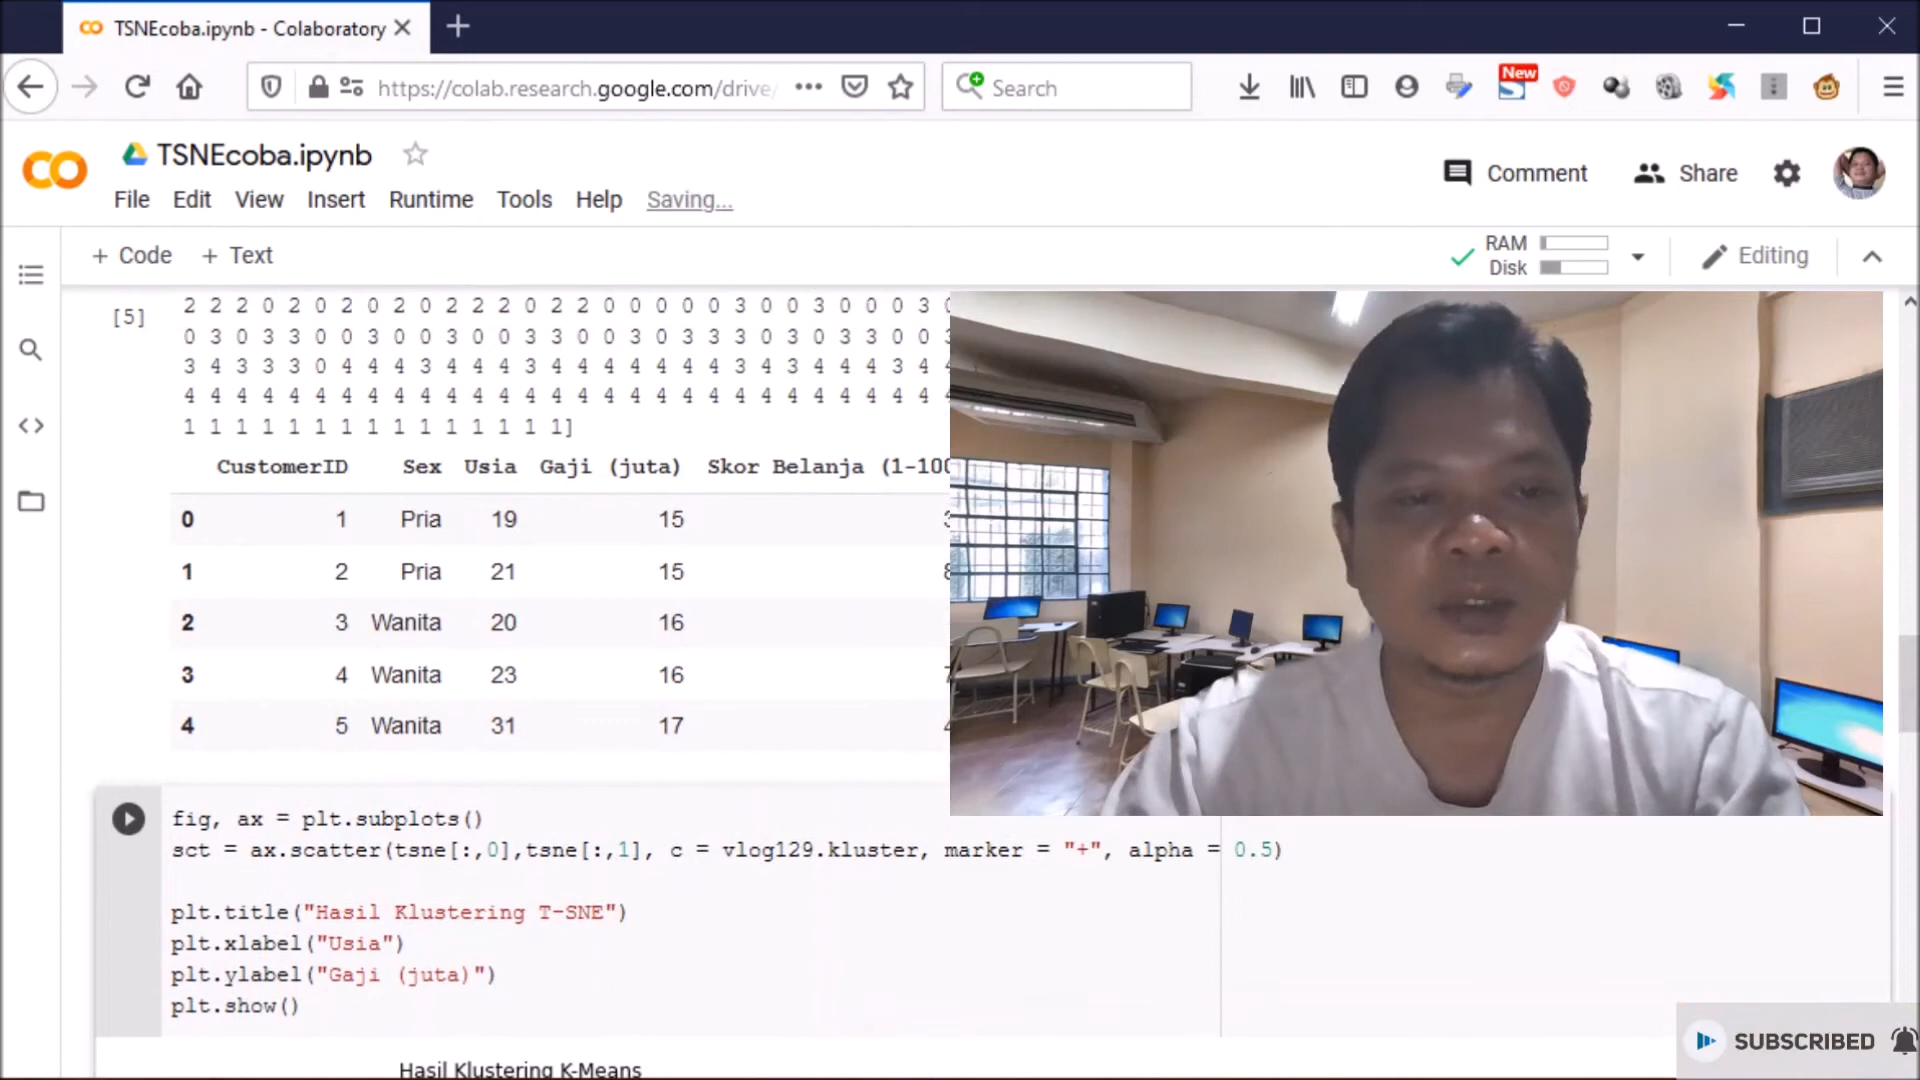 TSNEcoba.ipynb - Colaboratory
https://colab.research.google.com/drive/
Search
New
TSNEcoba.ipynb
Comment
Share
File Edit View Insert Runtime Tools Help Saving...
+ Code + Text
RAM
Disk
Editing
[5]
2 2 2 0 2 0 2 0 2 0 2 2 2 0 2 2 0 0 0 0 0 3 0 0 3 0 0 0 3
0 3 0 3 3 0 0 3 0 0 3 0 0 3 3 0 0 3 0 3 3 0 3 0 3 3 0 0
3 4 3 3 3 0 4 4 4 3 4 4 4 3 4 4 4 4 4 4 4 3 4 3 4 4 3 4
4 4 4 4 4 4 4 4 4 4 4 4 4 4 4 4 4 4 4 4 4 4 4 4 4 4 4 4 4
1 1 1 1 1 1 1 1 1 1 1 1 1 1 1]
CustomerID Sex Usia Gaji (juta) Skor Belanja (1-100
0 1 Pria 19 15
1 2 Pria 21 15
2 3 Wanita 20 16
3 4 Wanita 23 16
4 5 Wanita 31 17
fig, ax = plt.subplots()
sct = ax.scatter(tsne[:,0],tsne[:,1], c = vlog129.kluster, marker = "+", alpha = 0.5)
plt.title("Hasil Klustering T-SNE")
plt.xlabel("Usia")
plt.ylabel("Gaji (juta)")
plt.show()
Hasil Klustering K-Means
SUBSCRIBED